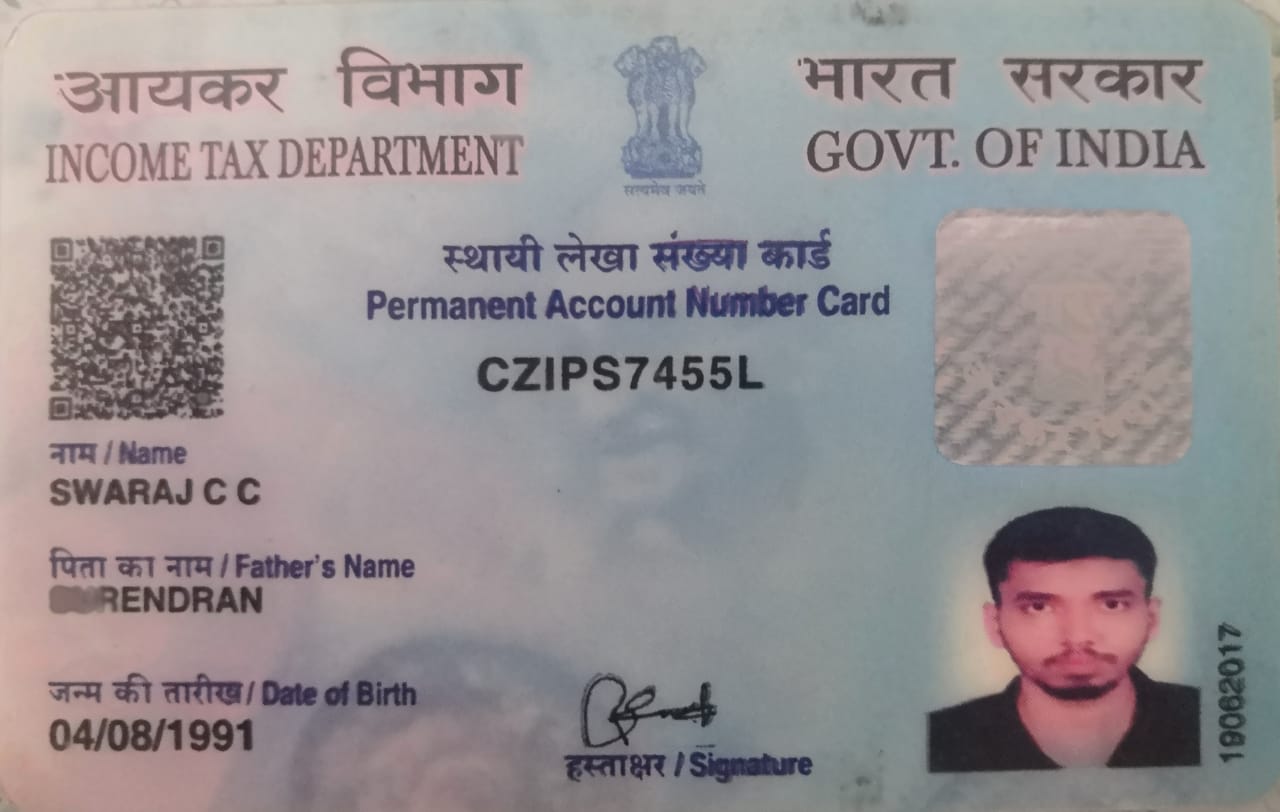 आयकर विभाग
INCOME TAX DEPARTMENT
भारत सरकार
GOVT. OF INDIA
सत्यमेव जयते
स्थायी लेखा संख्या कार्ड
Permanent Account Number Card
CZIPS7455L
नाम / Name
SWARAJ C C
पिता का नाम / Father's Name
RENDRAN
जन्म की तारीख / Date of Birth
04/08/1991
हस्ताक्षर / Signature
19062017